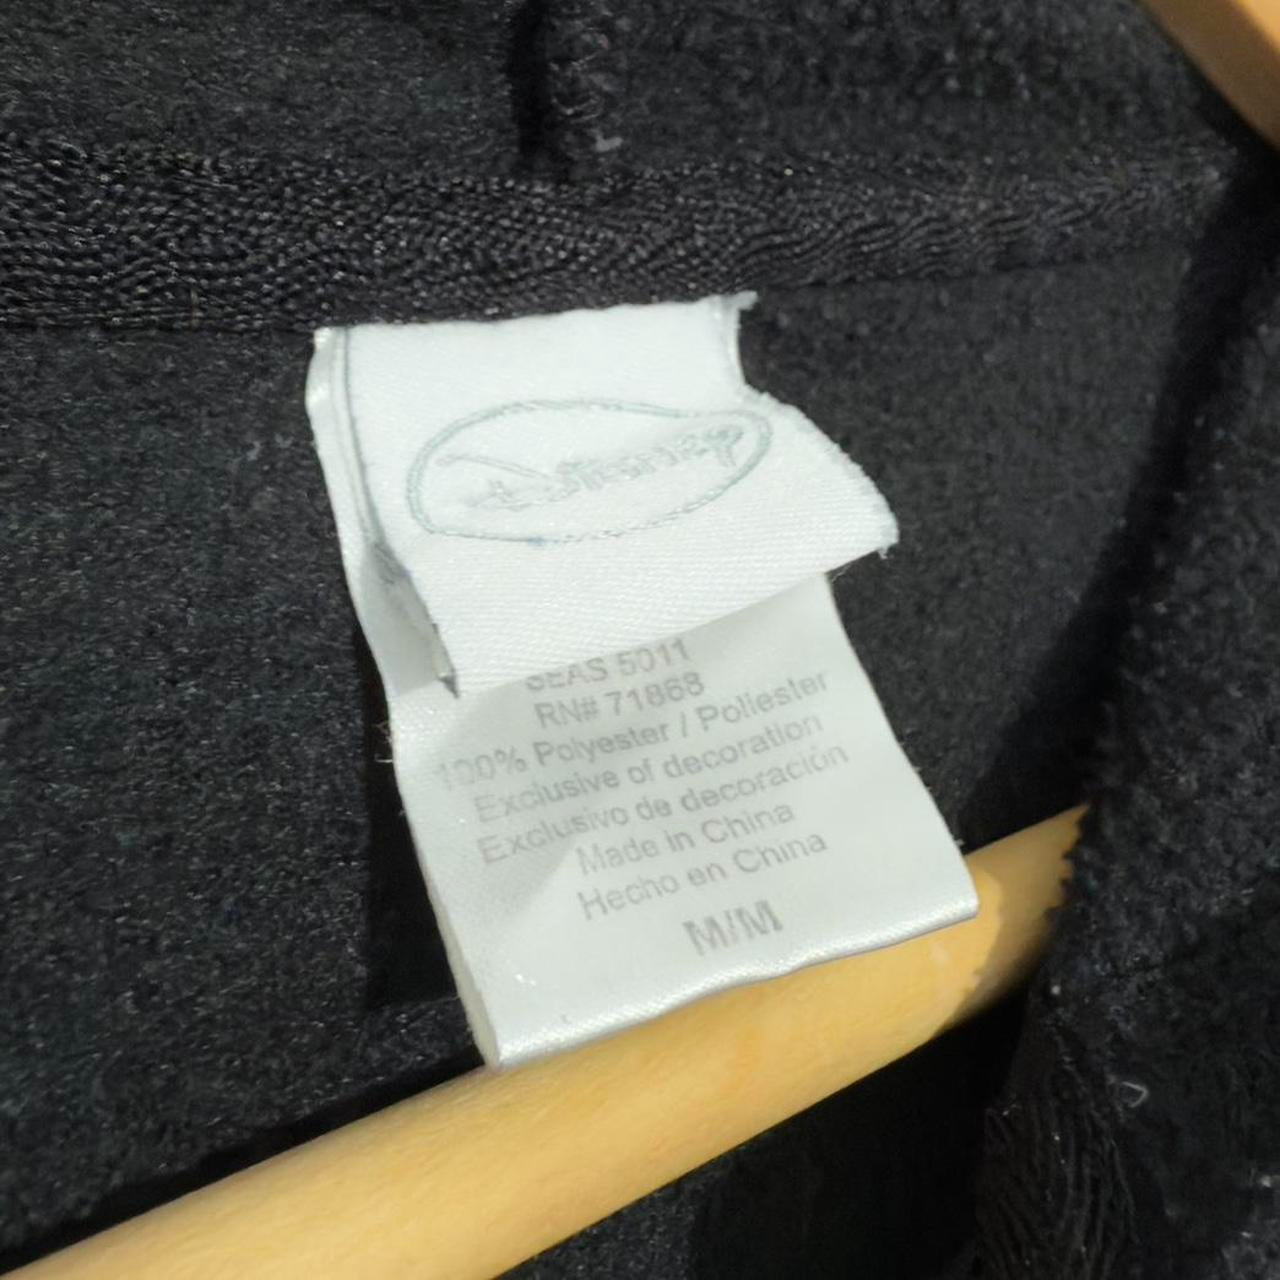 Disney
SEAS 5011
RN# 71868
100% Polyester / Poliester
Exclusive of decoration
Exclusivo de decoración
Made in China
Hecho en China
M/M